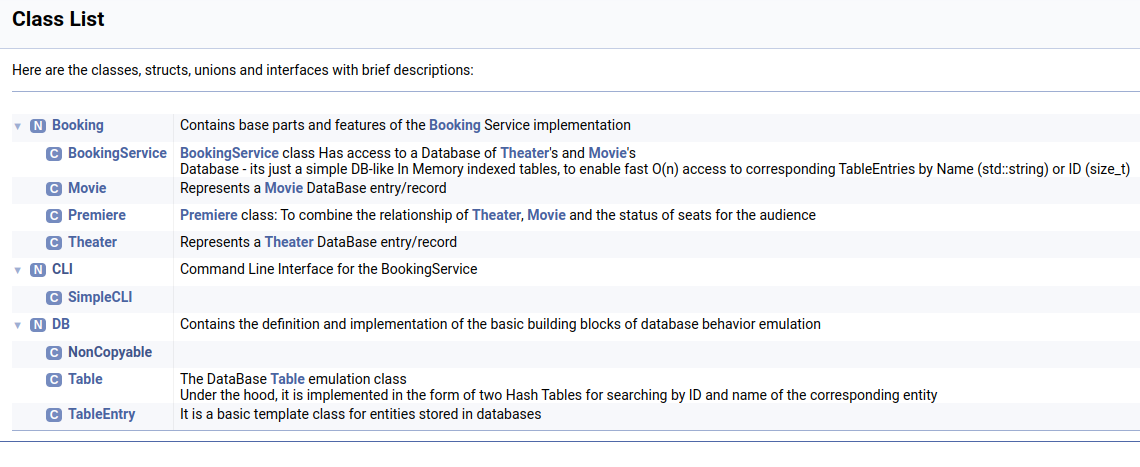 Class List
Here are the classes, structs, unions and interfaces with brief descriptions:
▼ N Booking Contains base parts and features of the Booking Service implementation
C BookingService BookingService class Has access to a Database of Theater's and Movie's
Database - its just a simple DB-like In Memory indexed tables, to enable fast O(n) access to corresponding TableEntries by Name (std::string) or ID (size_t)
C Movie Represents a Movie DataBase entry/record
C Premiere Premiere class: To combine the relationship of Theater, Movie and the status of seats for the audience
C Theater Represents a Theater DataBase entry/record
▼ N CLI Command Line Interface for the BookingService
C SimpleCLI
▼ N DB Contains the definition and implementation of the basic building blocks of database behavior emulation
C NonCopyable
C Table The DataBase Table emulation class
Under the hood, it is implemented in the form of two Hash Tables for searching by ID and name of the corresponding entity
C TableEntry It is a basic template class for entities stored in databases